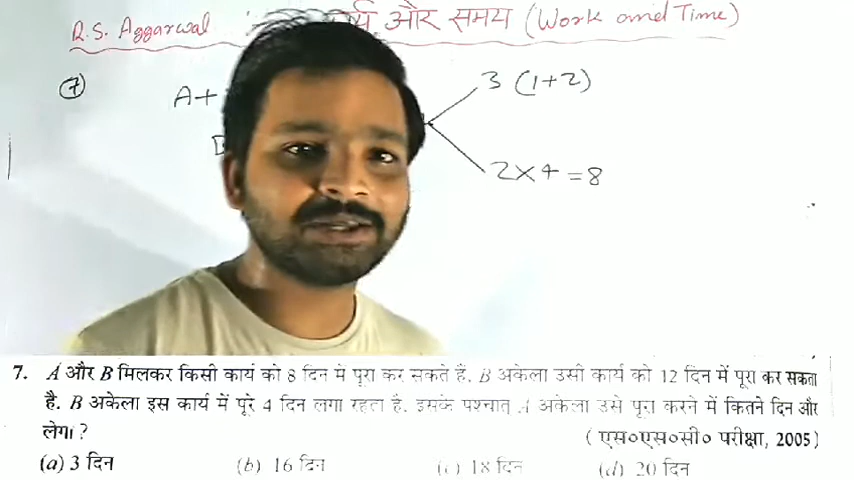 R.S. Aggarwal कार्य और समय (Work and Time)
7
A+
3 (1+2)
2×4 = 8
7. A और B मिलकर किसी कार्य को 8 दिन में पूरा कर सकते हैं. B अकेला उसी कार्य को 12 दिन में पूरा कर सकता
है. B अकेला इस कार्य में पूरे 4 दिन लगा रहता है. इसके पश्चात् A अकेला उसे पूरा करने में कितने दिन और
लेगा ?
( एस०एस०सी० परीक्षा, 2005)
(a) 3 दिन (b) 16 दिन (c) 18 दिन (d) 20 दिन